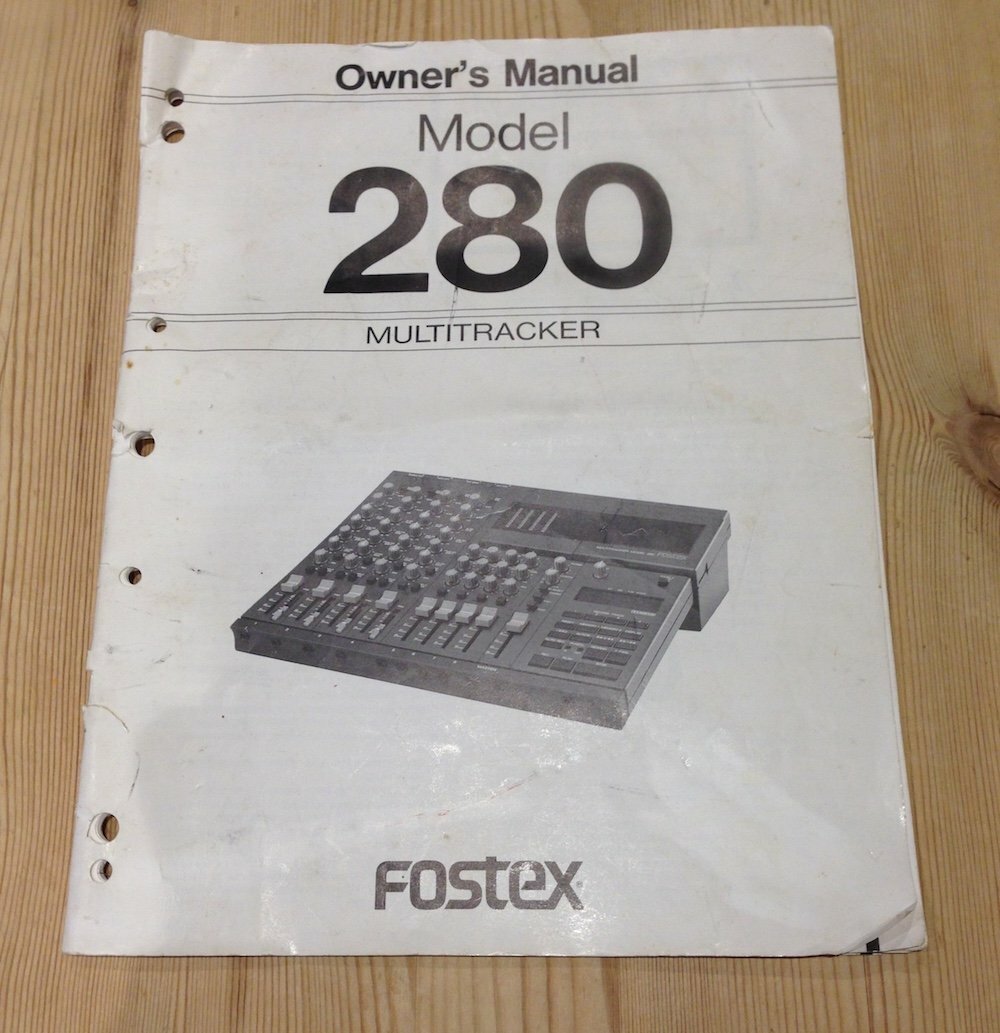 Owner's Manual
Model
280
MULTITRACKER
FOSTEX